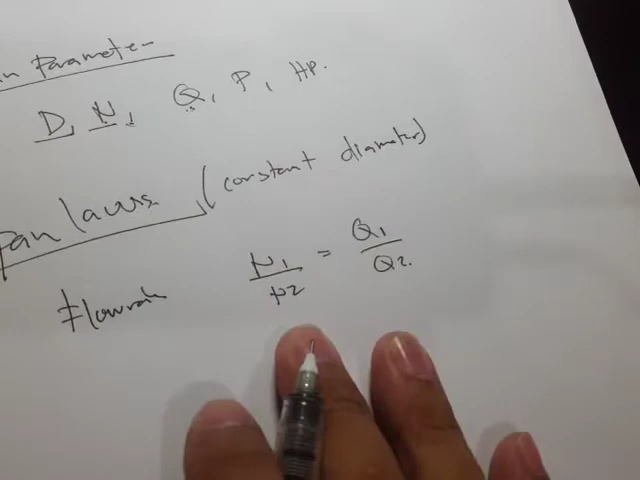 Parameter
D, N, Q, P, HP.
Fan laws (constant diameter)
Flowrate N1/N2 = Q1/Q2.